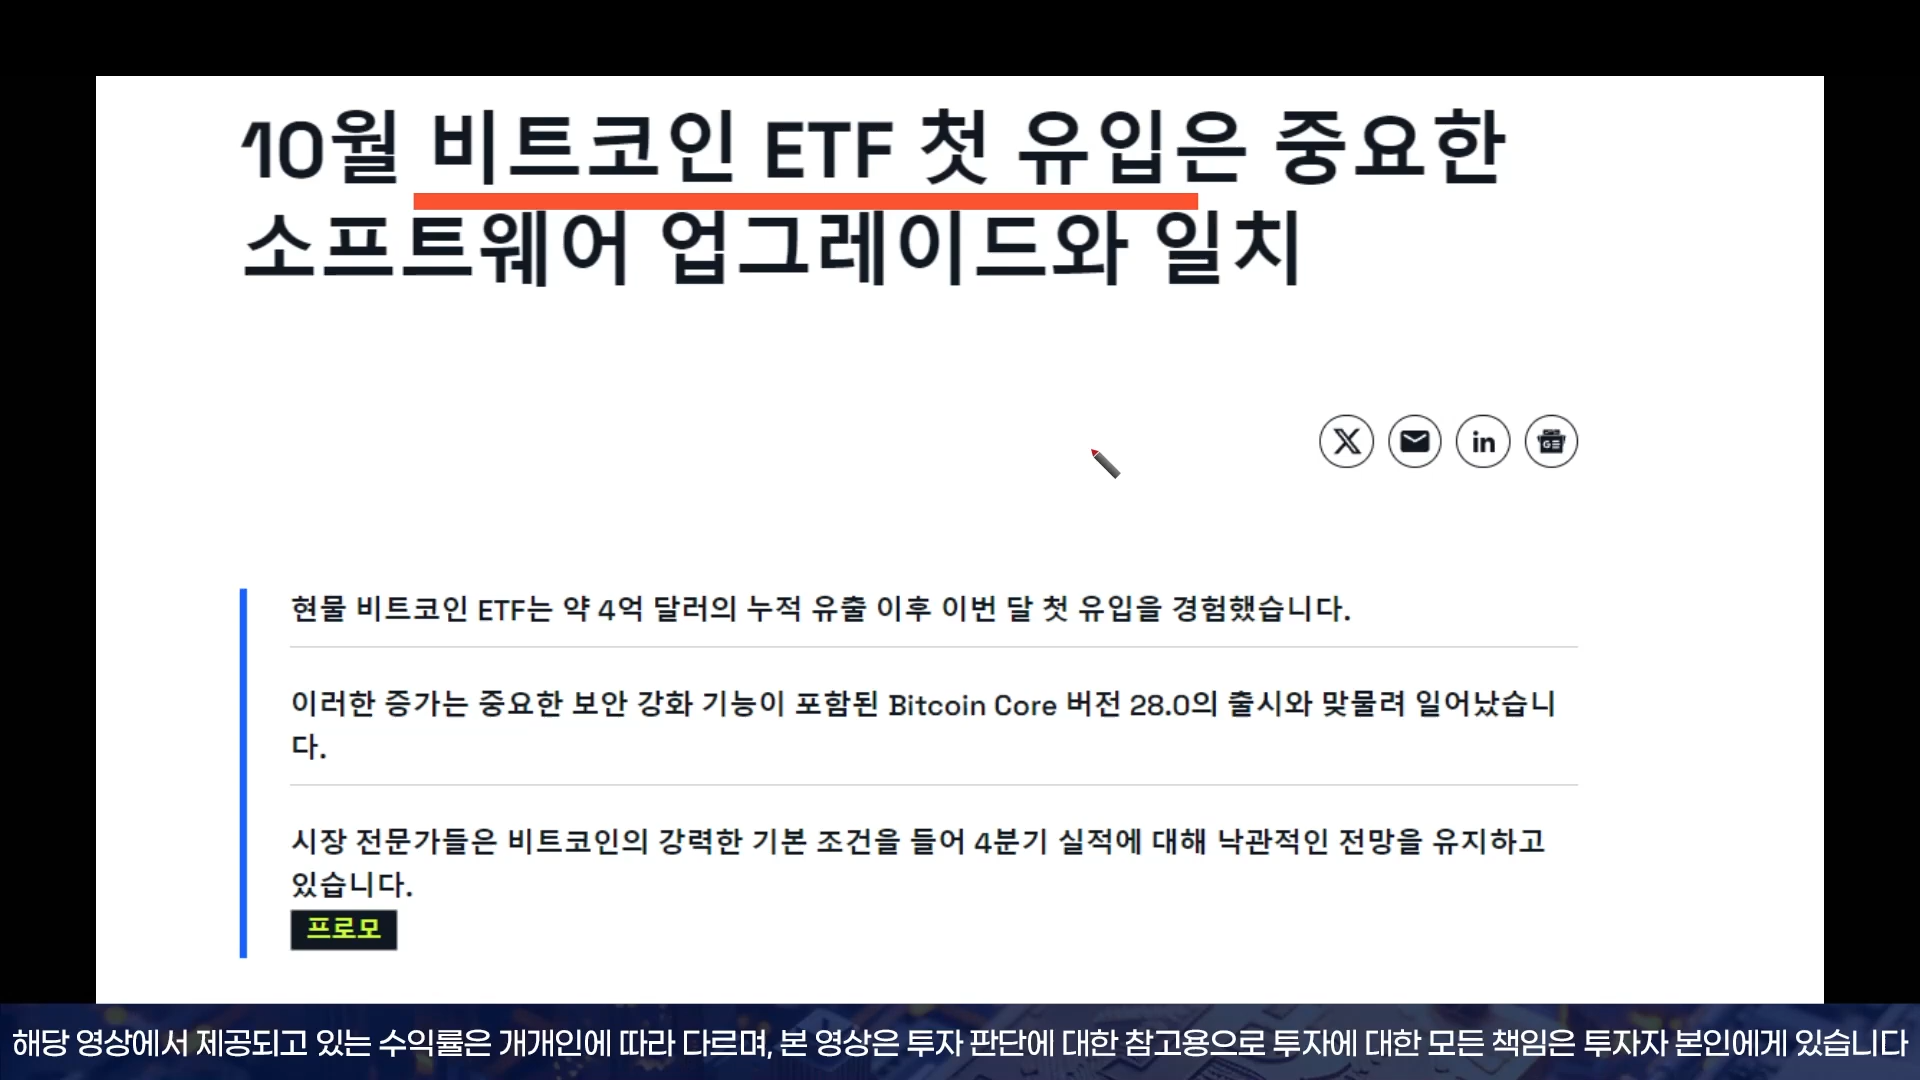 10월 비트코인 ETF 첫 유입은 중요한
소프트웨어 업그레이드와 일치
현물 비트코인 ETF는 약 4억 달러의 누적 유출 이후 이번 달 첫 유입을 경험했습니다.
이러한 증가는 중요한 보안 강화 기능이 포함된 Bitcoin Core 버전 28.0의 출시와 맞물려 일어났습니
다.
시장 전문가들은 비트코인의 강력한 기본 조건을 들어 4분기 실적에 대해 낙관적인 전망을 유지하고
있습니다.
프로모
해당 영상에서 제공되고 있는 수익률은 개개인에 따라 다르며, 본 영상은 투자 판단에 대한 참고용으로 투자에 대한 모든 책임은 투자자 본인에게 있습니다